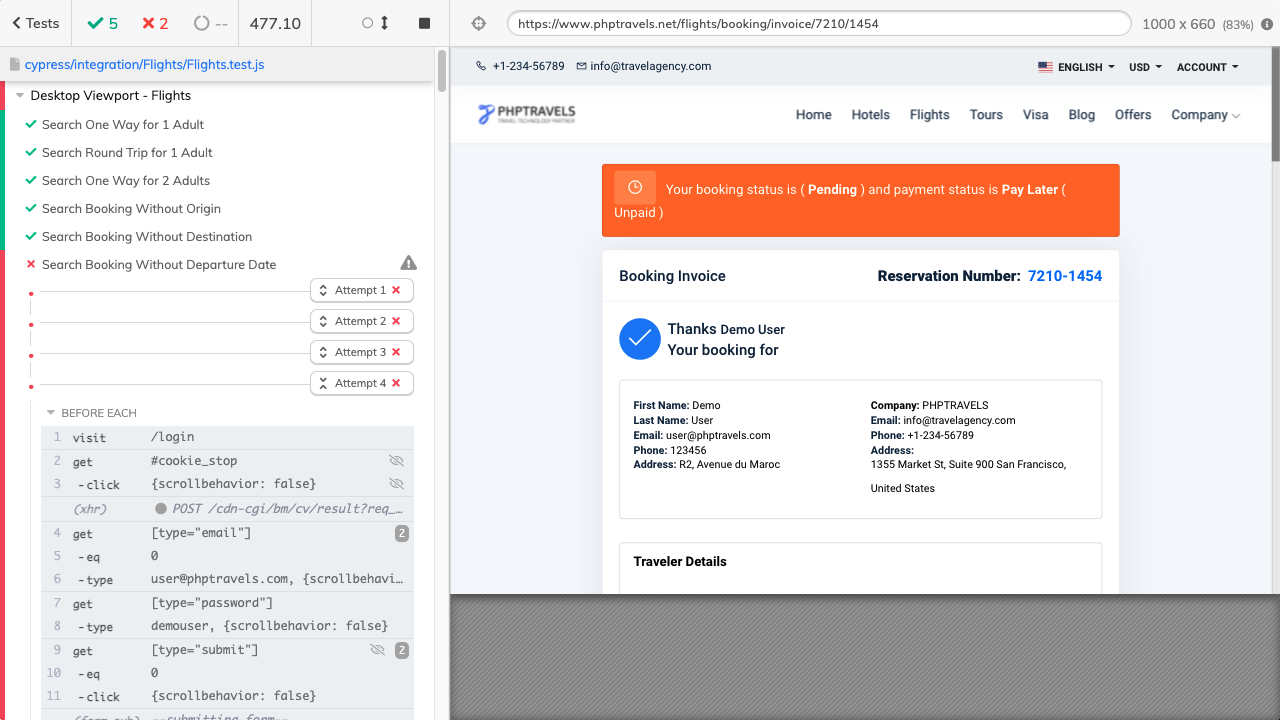 Tests
5
2
--
477.10
https://www.phptravels.net/flights/booking/invoice/7210/1454
1000 x 660 (83%)
cypress/integration/Flights/Flights.test.js
Desktop Viewport - Flights
Search One Way for 1 Adult
Search Round Trip for 1 Adult
Search One Way for 2 Adults
Search Booking Without Origin
Search Booking Without Destination
Search Booking Without Departure Date
Attempt 1
Attempt 2
Attempt 3
Attempt 4
BEFORE EACH
1 visit /login
2 get #cookie_stop
3 -click {scrollbehavior: false}
(xhr) POST /cdn-cgi/bm/cv/result?req_…
4 get [type="email"] 2
5 -eq 0
6 -type user@phptravels.com, {scrollbehavi…
7 get [type="password"]
8 -type demouser, {scrollbehavior: false}
9 get [type="submit"] 2
10 -eq 0
11 -click {scrollbehavior: false}
(form sub) --submitting form--
+1-234-56789 info@travelagency.com
ENGLISH USD ACCOUNT
PHPTRAVELS
TRAVEL TECHNOLOGY PARTNER
Home Hotels Flights Tours Visa Blog Offers Company
Your booking status is ( Pending ) and payment status is Pay Later (
Unpaid )
Booking Invoice
Reservation Number: 7210-1454
Thanks Demo User
Your booking for
First Name: Demo
Last Name: User
Email: user@phptravels.com
Phone: 123456
Address: R2, Avenue du Maroc
Company: PHPTRAVELS
Email: info@travelagency.com
Phone: +1-234-56789
Address:
1355 Market St, Suite 900 San Francisco,
United States
Traveler Details